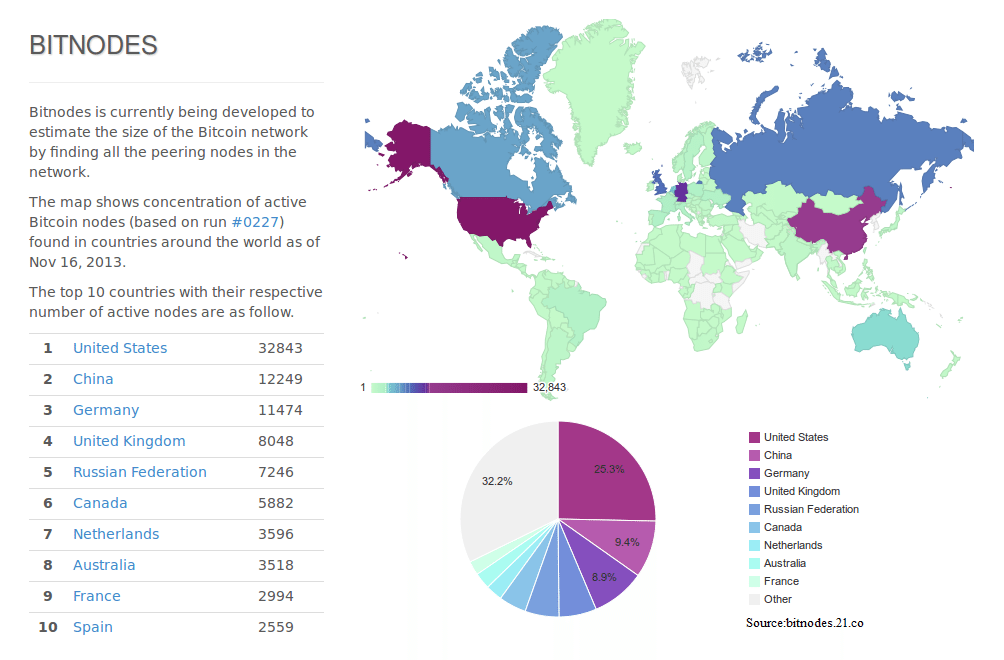 BITNODES
Bitnodes is currently being developed to
estimate the size of the Bitcoin network
by finding all the peering nodes in the
network.
The map shows concentration of active
Bitcoin nodes (based on run #0227)
found in countries around the world as of
Nov 16, 2013.
The top 10 countries with their respective
number of active nodes are as follow.
1 United States 32843
2 China 12249
3 Germany 11474
4 United Kingdom 8048
5 Russian Federation 7246
6 Canada 5882
7 Netherlands 3596
8 Australia 3518
9 France 2994
10 Spain 2559
1 32,843
25.3%
9.4%
8.9%
32.2%
United States
China
Germany
United Kingdom
Russian Federation
Canada
Netherlands
Australia
France
Other
Source:bitnodes.21.co